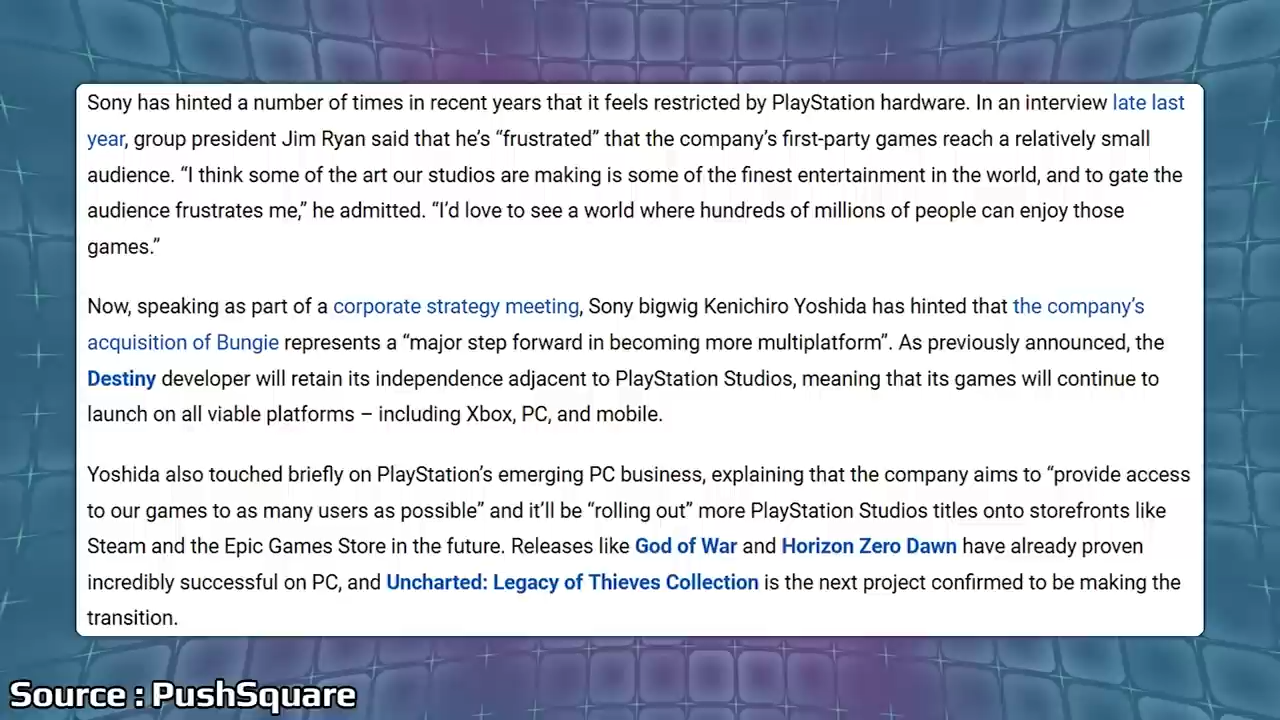 Sony has hinted a number of times in recent years that it feels restricted by PlayStation hardware. In an interview late last
year, group president Jim Ryan said that he’s “frustrated” that the company’s first-party games reach a relatively small
audience. “I think some of the art our studios are making is some of the finest entertainment in the world, and to gate the
audience frustrates me,” he admitted. “I’d love to see a world where hundreds of millions of people can enjoy those
games.”
Now, speaking as part of a corporate strategy meeting, Sony bigwig Kenichiro Yoshida has hinted that the company’s
acquisition of Bungie represents a “major step forward in becoming more multiplatform”. As previously announced, the
Destiny developer will retain its independence adjacent to PlayStation Studios, meaning that its games will continue to
launch on all viable platforms – including Xbox, PC, and mobile.
Yoshida also touched briefly on PlayStation’s emerging PC business, explaining that the company aims to “provide access
to our games to as many users as possible” and it’ll be “rolling out” more PlayStation Studios titles onto storefronts like
Steam and the Epic Games Store in the future. Releases like God of War and Horizon Zero Dawn have already proven
incredibly successful on PC, and Uncharted: Legacy of Thieves Collection is the next project confirmed to be making the
transition.
Source : PushSquare